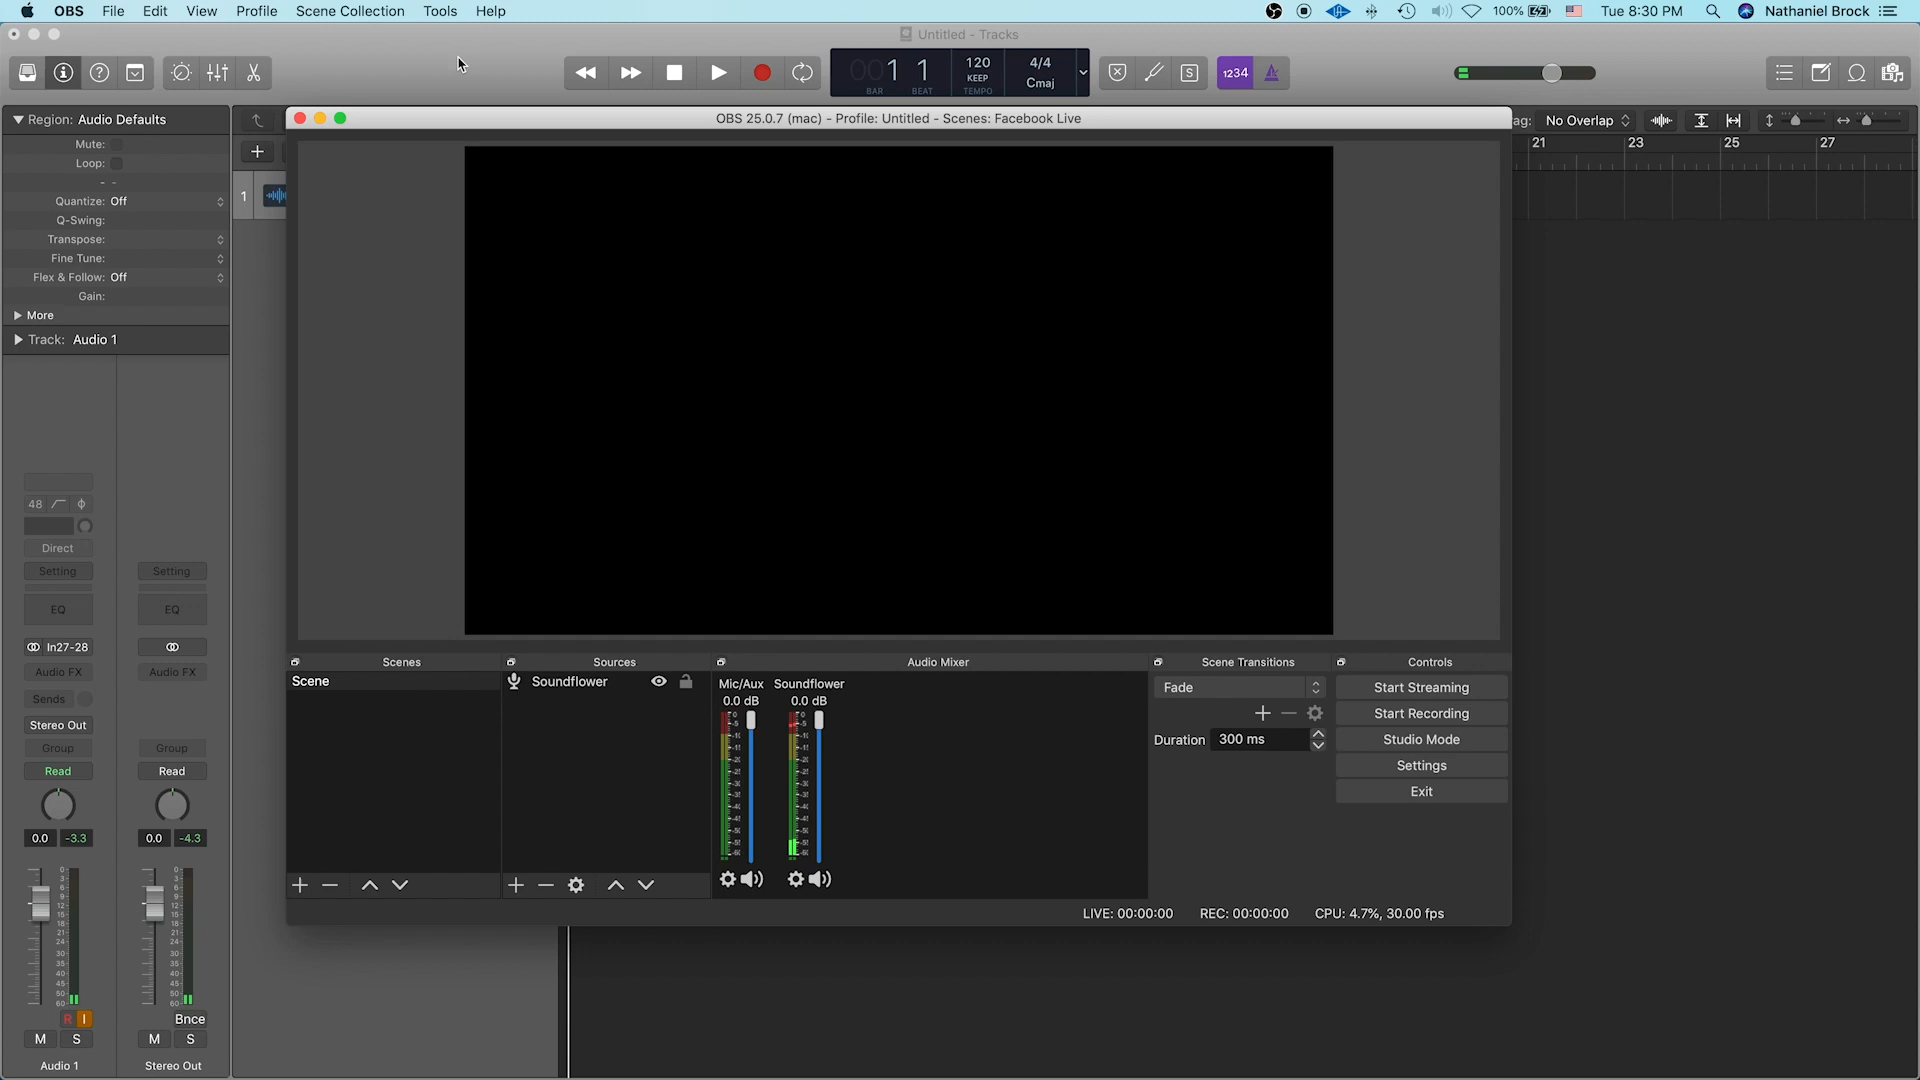 OBS File Edit View Profile Scene Collection Tools Help
100% Tue 8:30 PM Nathaniel Brock
Untitled - Tracks
001 1
BAR BEAT
120
KEEP
TEMPO
4/4
Cmaj
S
1234
Region: Audio Defaults
Mute:
Loop:
- -
Quantize: Off
Q-Swing:
Transpose:
Fine Tune:
Flex & Follow: Off
Gain:
More
Track: Audio 1
48
Direct
Setting Setting
EQ EQ
In27-28
Audio FX Audio FX
Sends
Stereo Out
Group Group
Read Read
0.0 -3.3 0.0 -4.3
R I
Bnce
M S M S
Audio 1 Stereo Out
1
OBS 25.0.7 (mac) - Profile: Untitled - Scenes: Facebook Live
ag: No Overlap
21 23 25 27
Scenes Sources Audio Mixer Scene Transitions Controls
Scene
Soundflower
Mic/Aux Soundflower
0.0 dB 0.0 dB
Fade
Duration 300 ms
Start Streaming
Start Recording
Studio Mode
Settings
Exit
LIVE: 00:00:00 REC: 00:00:00 CPU: 4.7%, 30.00 fps